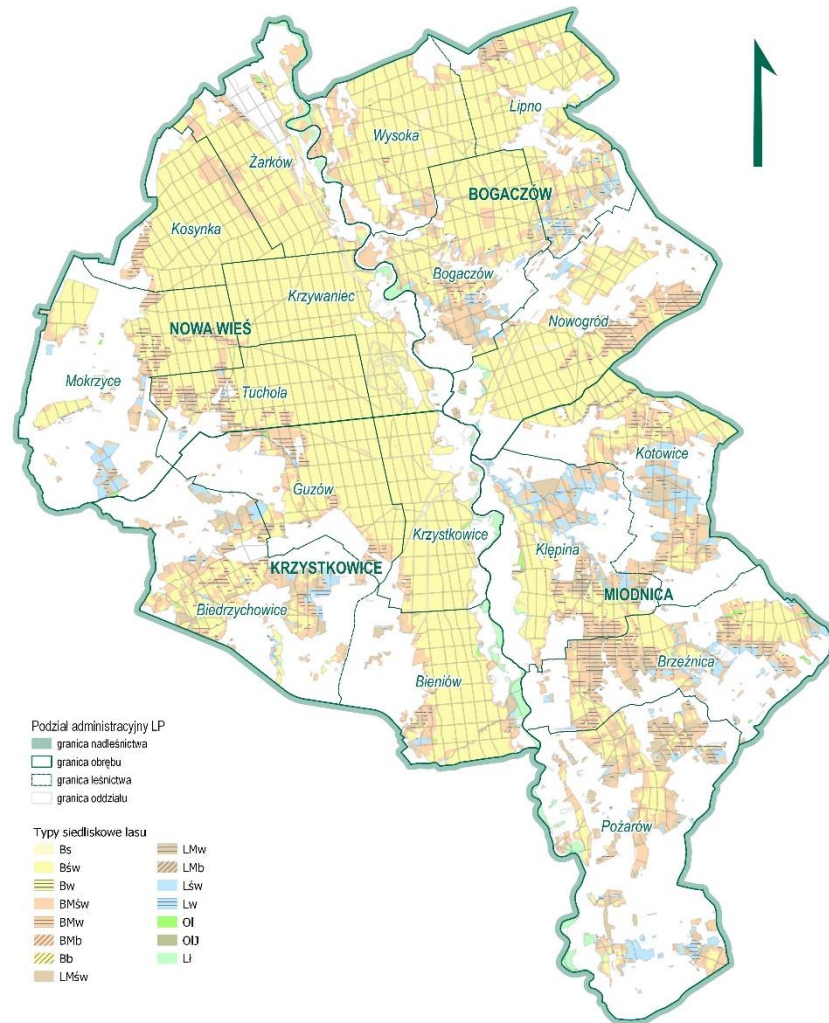 Lipno
Wysoka
Żarków
BOGACZÓW
Kosynka
Bogaczów
Krzywaniec
Nowogród
NOWA WIEŚ
Mokrzyce
Tuchola
Kotowice
Guzów
Krzystkowice
Klępina
KRZYSTKOWICE
MIODNICA
Biedrzychowice
Brzeźnica
Bieniów
Pożarów
Podział administracyjny LP
granica nadleśnictwa
granica obrębu
granica leśnictwa
granica oddziału
Typy siedliskowe lasu
Bs
Bśw
Bw
BMśw
BMw
BMb
Bb
LMśw
LMw
LMb
Lśw
Lw
Ol
OlJ
Lł